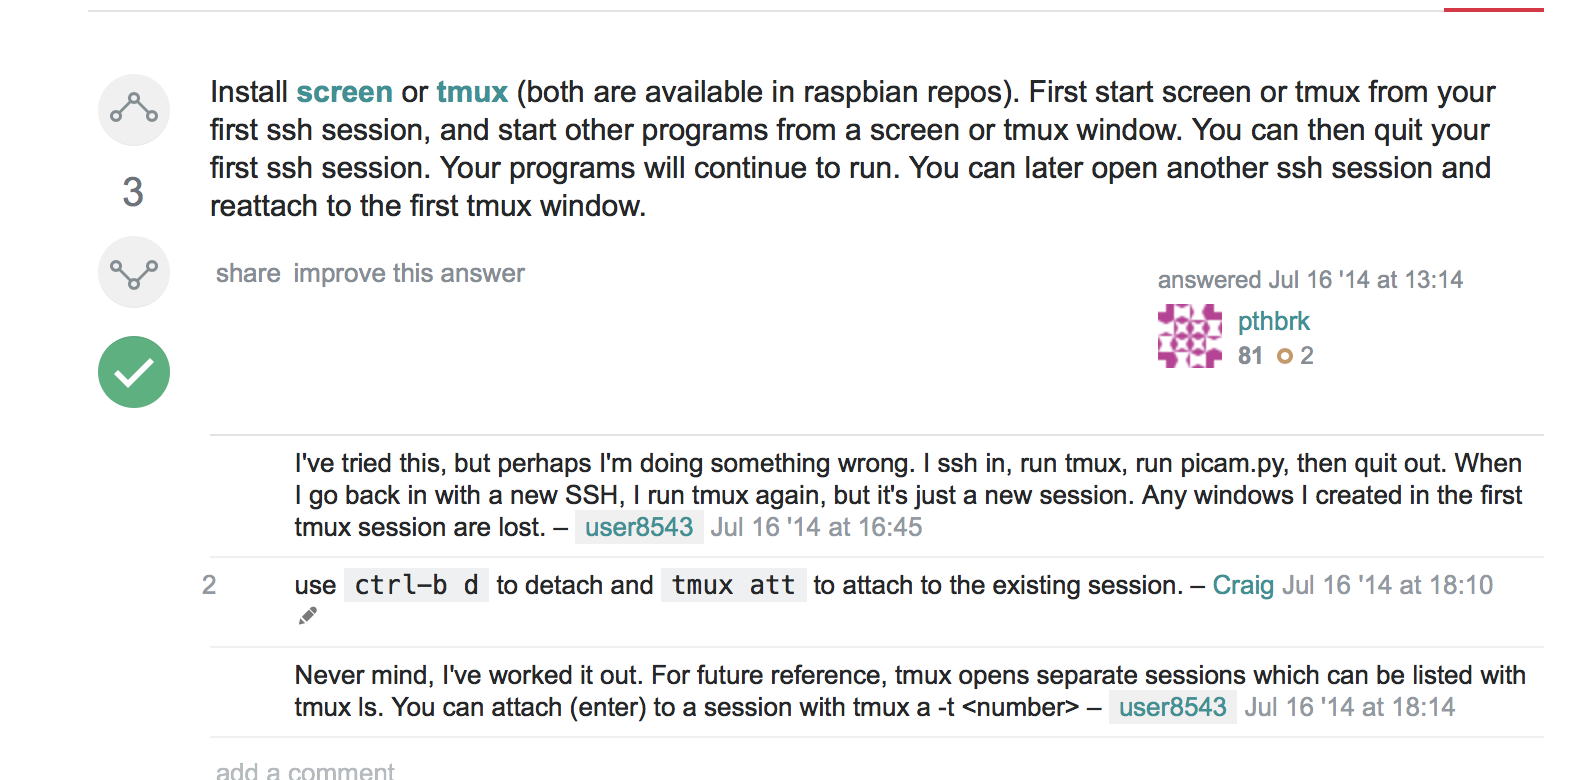 Install screen or tmux (both are available in raspbian repos). First start screen or tmux from your
first ssh session, and start other programs from a screen or tmux window. You can then quit your
first ssh session. Your programs will continue to run. You can later open another ssh session and
reattach to the first tmux window.
3
share improve this answer
answered Jul 16 '14 at 13:14
pthbrk
81 2
I've tried this, but perhaps I'm doing something wrong. I ssh in, run tmux, run picam.py, then quit out. When
I go back in with a new SSH, I run tmux again, but it's just a new session. Any windows I created in the first
tmux session are lost. – user8543 Jul 16 '14 at 16:45
2
use ctrl-b d to detach and tmux att to attach to the existing session. – Craig Jul 16 '14 at 18:10
Never mind, I've worked it out. For future reference, tmux opens separate sessions which can be listed with
tmux ls. You can attach (enter) to a session with tmux a -t <number> – user8543 Jul 16 '14 at 18:14
add a comment